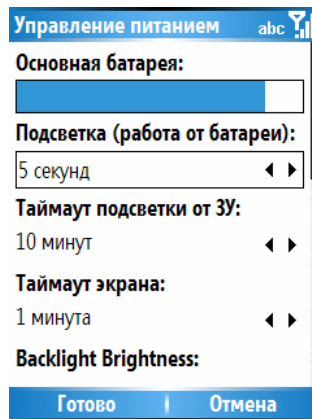 Управление питанием abc
Основная батарея:
Подсветка (работа от батареи):
5 секунд
Таймаут подсветки от ЗУ:
10 минут
Таймаут экрана:
1 минута
Backlight Brightness:
Готово Отмена